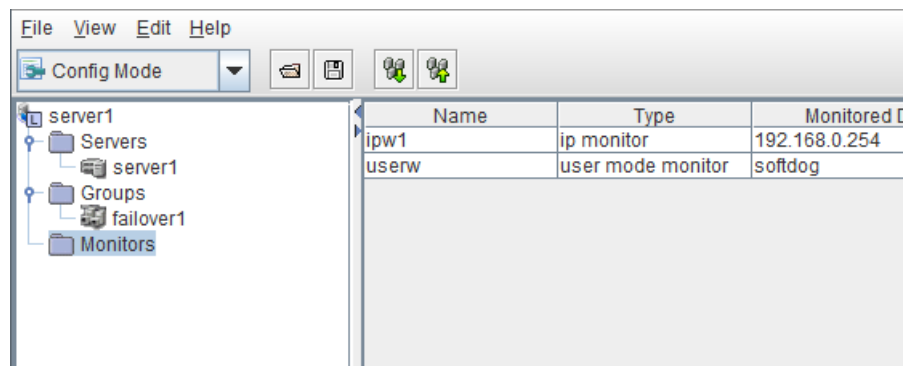 File View Edit Help
Config Mode
server1
Servers
server1
Groups
failover1
Monitors
Name Type Monitored
ipw1 ip monitor 192.168.0.254
userw user mode monitor softdog